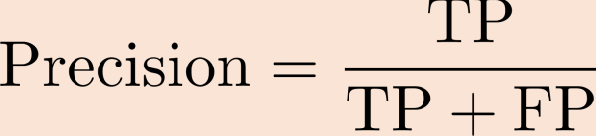 Precision = TP / (TP + FP)